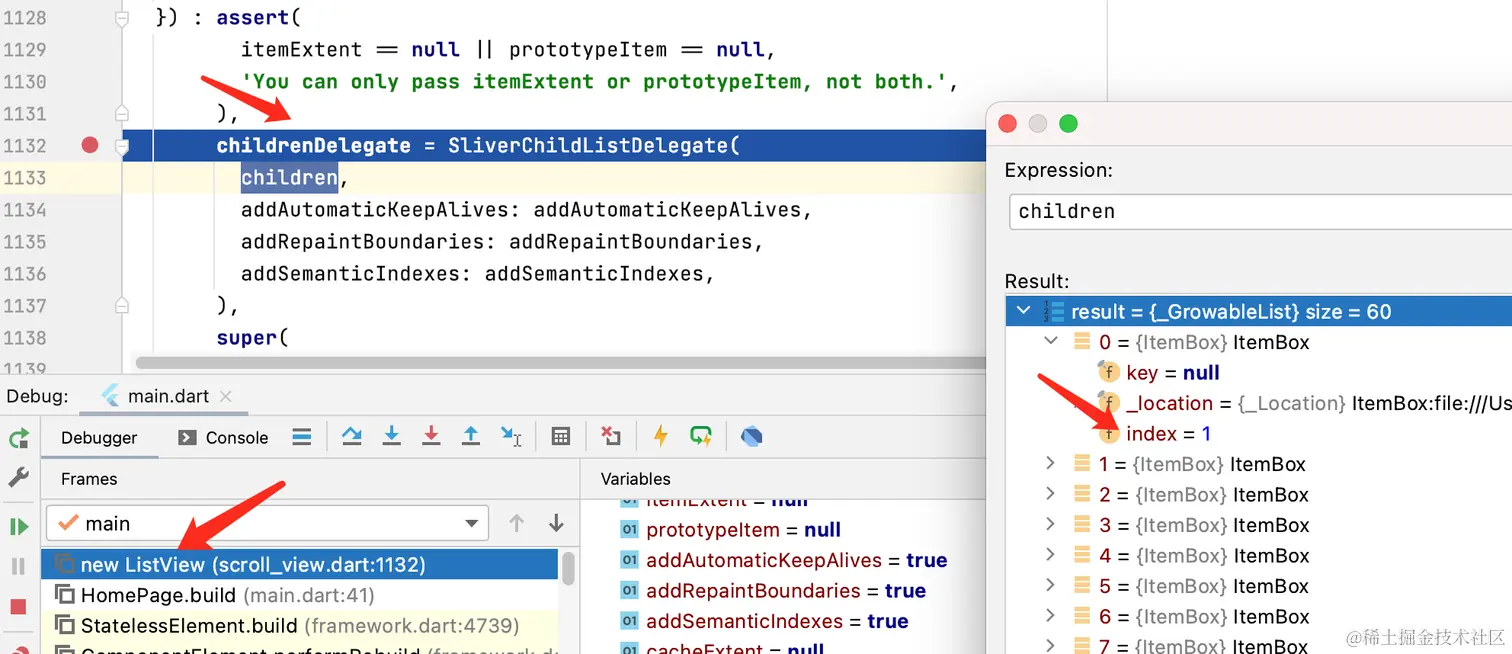 1128 }) : assert(
1129 itemExtent == null || prototypeItem == null,
1130 'You can only pass itemExtent or prototypeItem, not both.',
1131 ),
1132 childrenDelegate = SliverChildListDelegate(
1133 children,
1134 addAutomaticKeepAlives: addAutomaticKeepAlives,
1135 addRepaintBoundaries: addRepaintBoundaries,
1136 addSemanticIndexes: addSemanticIndexes,
1137 ),
1138 super(
1139
Expression:
children
Result:
result = {_GrowableList} size = 60
0 = {ItemBox} ItemBox
key = null
_location = {_Location} ItemBox:file:///Us
index = 1
1 = {ItemBox} ItemBox
2 = {ItemBox} ItemBox
3 = {ItemBox} ItemBox
4 = {ItemBox} ItemBox
5 = {ItemBox} ItemBox
6 = {ItemBox} ItemBox
7 = {ItemBox} ItemBox
Debug: main.dart
Debugger Console
Frames
main
new ListView (scroll_view.dart:1132)
HomePage.build (main.dart:41)
StatelessElement.build (framework.dart:4739)
ComponentElement.performRebuild (framework.d
Variables
itemExtent = null
prototypeItem = null
addAutomaticKeepAlives = true
addRepaintBoundaries = true
addSemanticIndexes = true
cacheExtent = null
@稀土掘金技术社区